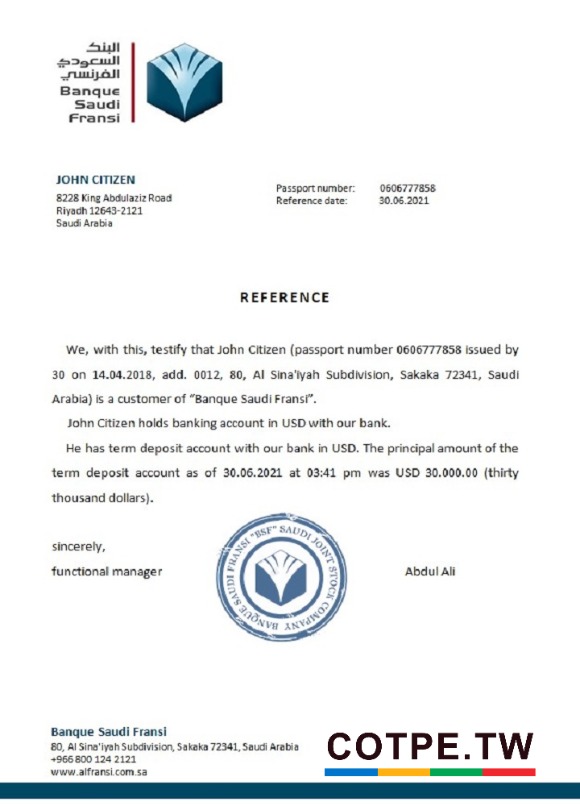 البنك
السعودي
الفرنسي
Banque
Saudi
Fransi
JOHN CITIZEN
8228 King Abdulaziz Road
Riyadh 12643-2121
Saudi Arabia
Passport number: 0606777858
Reference date: 30.06.2021
REFERENCE
We, with this, testify that John Citizen (passport number 0606777858 issued by
30 on 14.04.2018, add. 0012, 80, Al Sina'iyah Subdivision, Sakaka 72341, Saudi
Arabia) is a customer of “Banque Saudi Fransi”.
John Citizen holds banking account in USD with our bank.
He has term deposit account with our bank in USD. The principal amount of the
term deposit account as of 30.06.2021 at 03:41 pm was USD 30.000.00 (thirty
thousand dollars).
sincerely,
functional manager
BANQUE SAUDI FRANSI "BSF" SAUDI JOINT STOCK COMPANY
Abdul Ali
Banque Saudi Fransi
80, Al Sina'iyah Subdivision, Sakaka 72341, Saudi Arabia
+966 800 124 2121
www.alfransi.com.sa
COTPE.TW